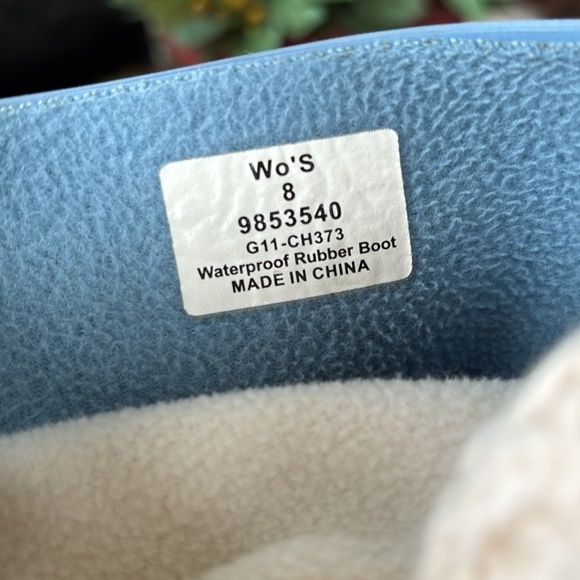 Wo'S
8
9853540
G11-CH373
Waterproof Rubber Boot
MADE IN CHINA